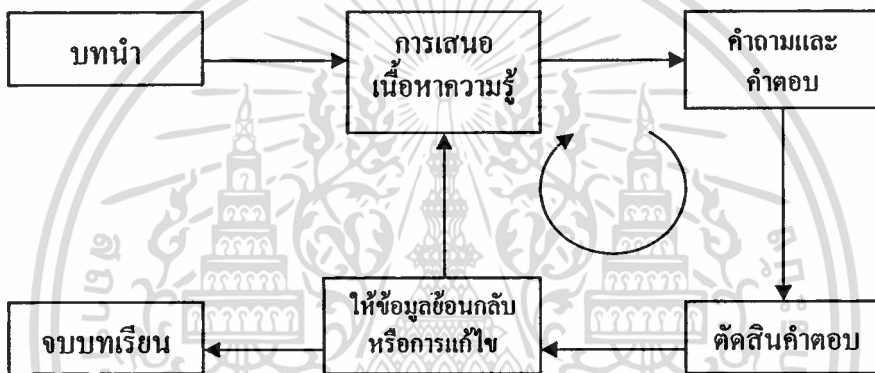 บทนำ
การเสนอ
เนื้อหาความรู้
คำถามและ
คำตอบ
ตัดสินคำตอบ
ให้ข้อมูลย้อนกลับ
หรือการแก้ไข
จบบทเรียน